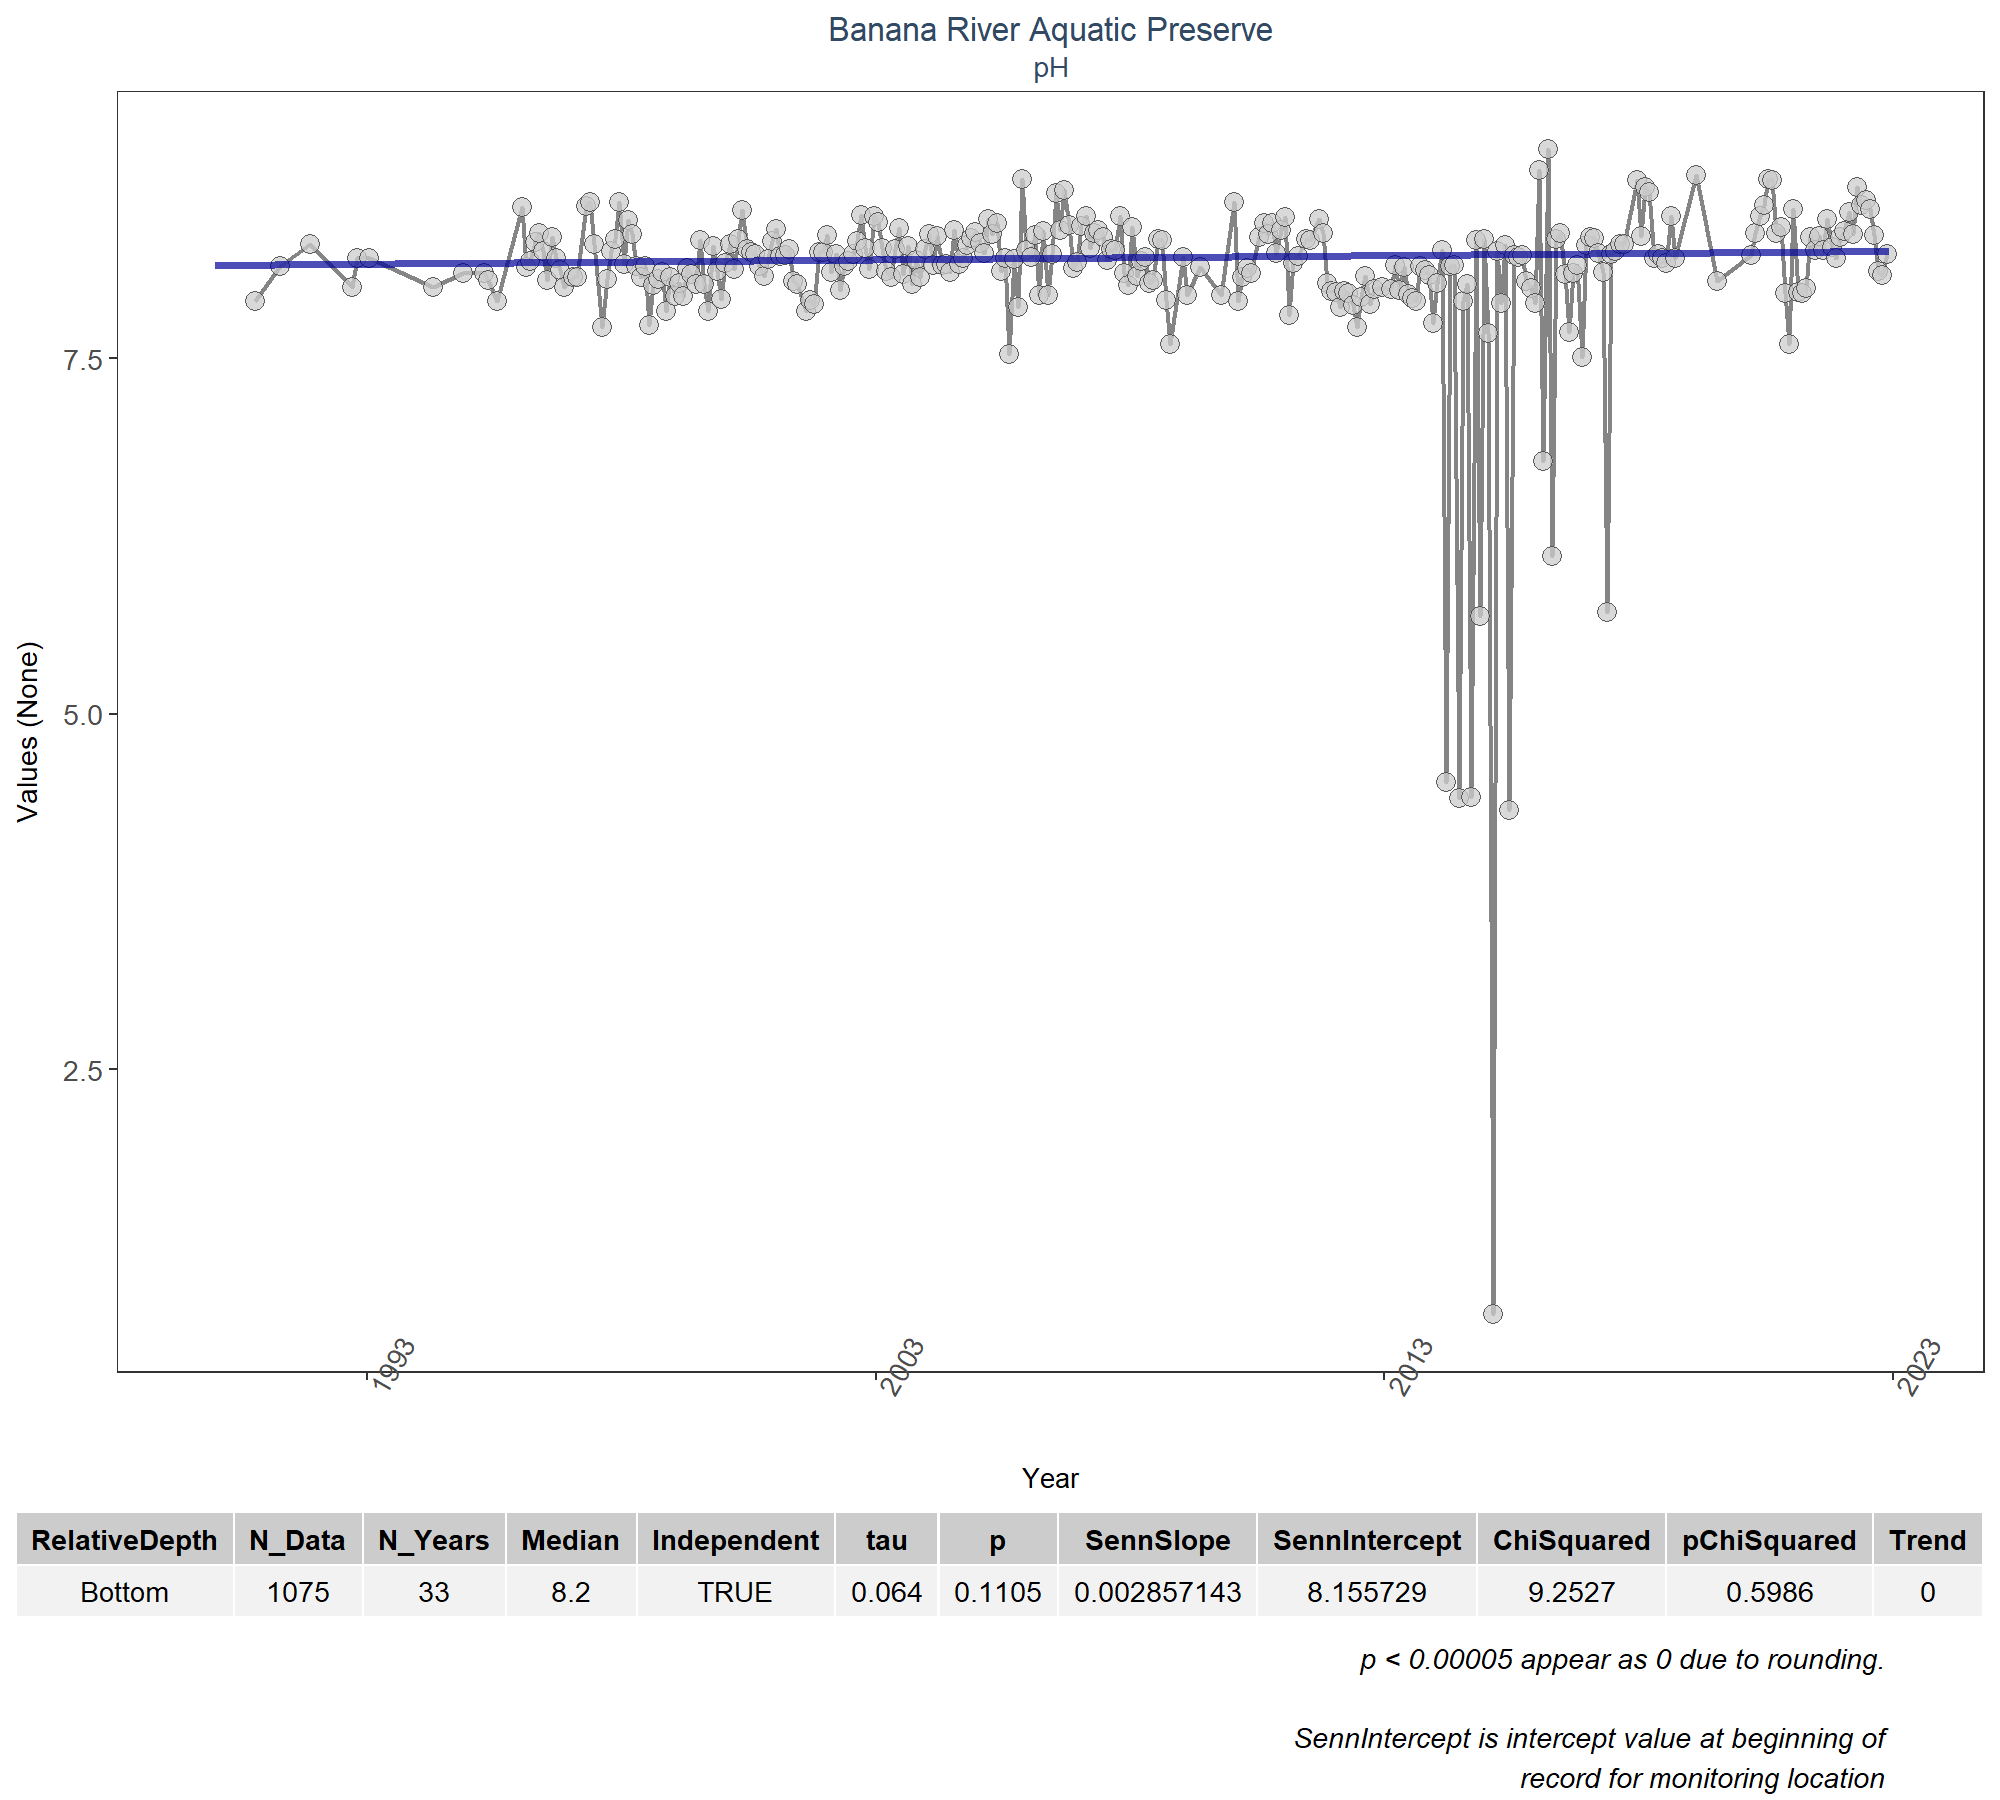 Banana River Aquatic Preserve
pH
Values (None)
7.5
5.0
2.5
1993
2003
2013
2023
Year
RelativeDepth N_Data N_Years Median Independent tau p SennSlope SennIntercept ChiSquared pChiSquared Trend
Bottom 1075 33 8.2 TRUE 0.064 0.1105 0.002857143 8.155729 9.2527 0.5986 0
p < 0.00005 appear as 0 due to rounding.
SennIntercept is intercept value at beginning of
record for monitoring location